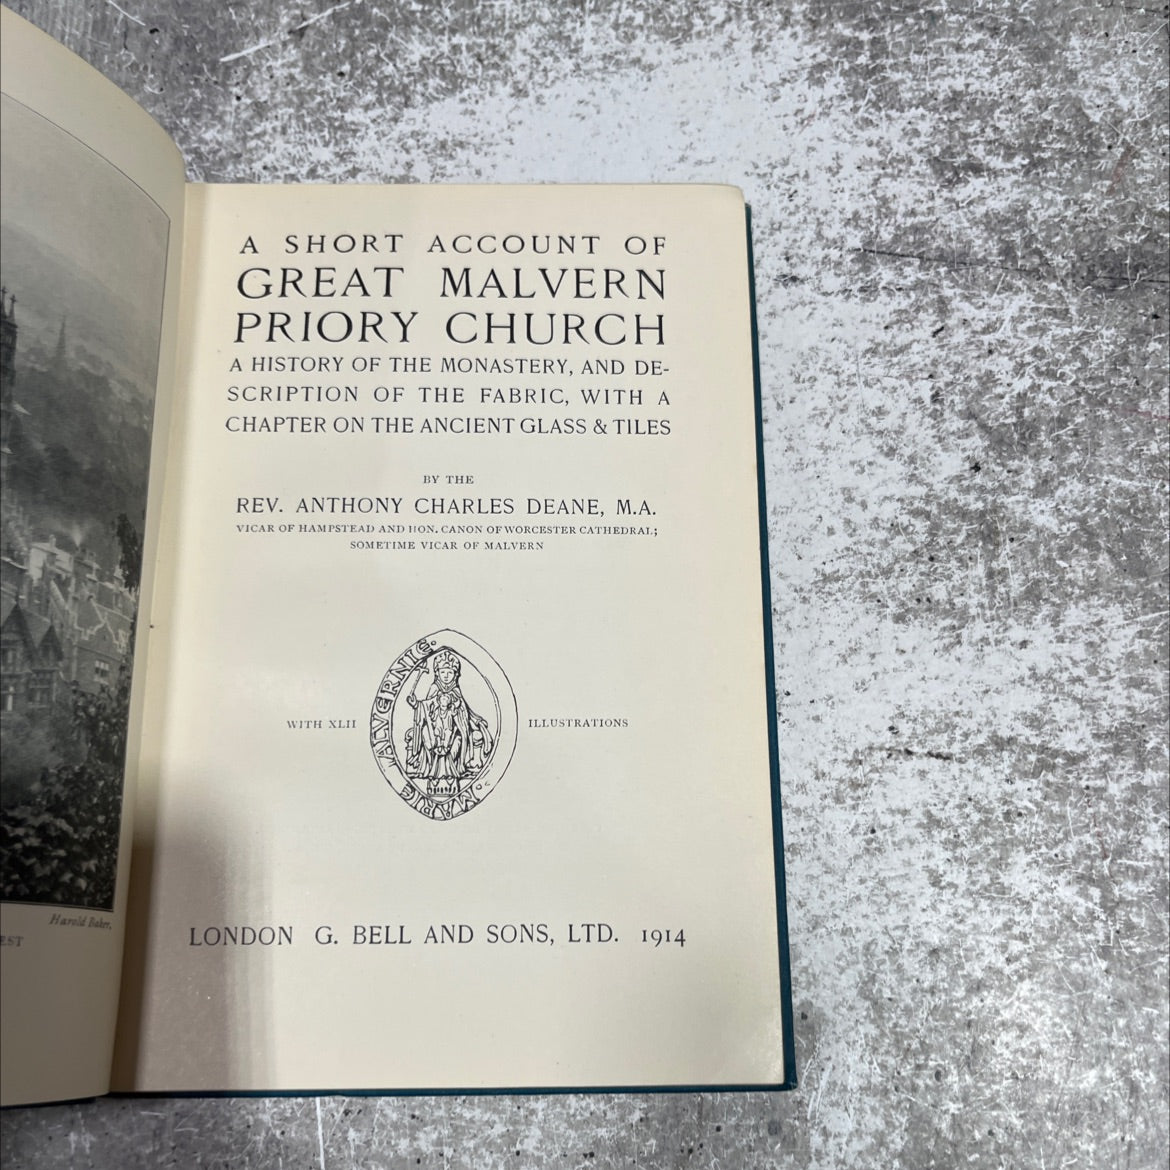 A SHORT ACCOUNT OF
GREAT MALVERN
PRIORY CHURCH
A HISTORY OF THE MONASTERY, AND DE-
SCRIPTION OF THE FABRIC, WITH A
CHAPTER ON THE ANCIENT GLASS & TILES
BY THE
REV. ANTHONY CHARLES DEANE, M.A.
VICAR OF HAMPSTEAD AND HON. CANON OF WORCESTER CATHEDRAL;
SOMETIME VICAR OF MALVERN
WITH XLII
MARIE MALVERNIE
ILLUSTRATIONS
LONDON G. BELL AND SONS, LTD. 1914
Harold Baker.
EST